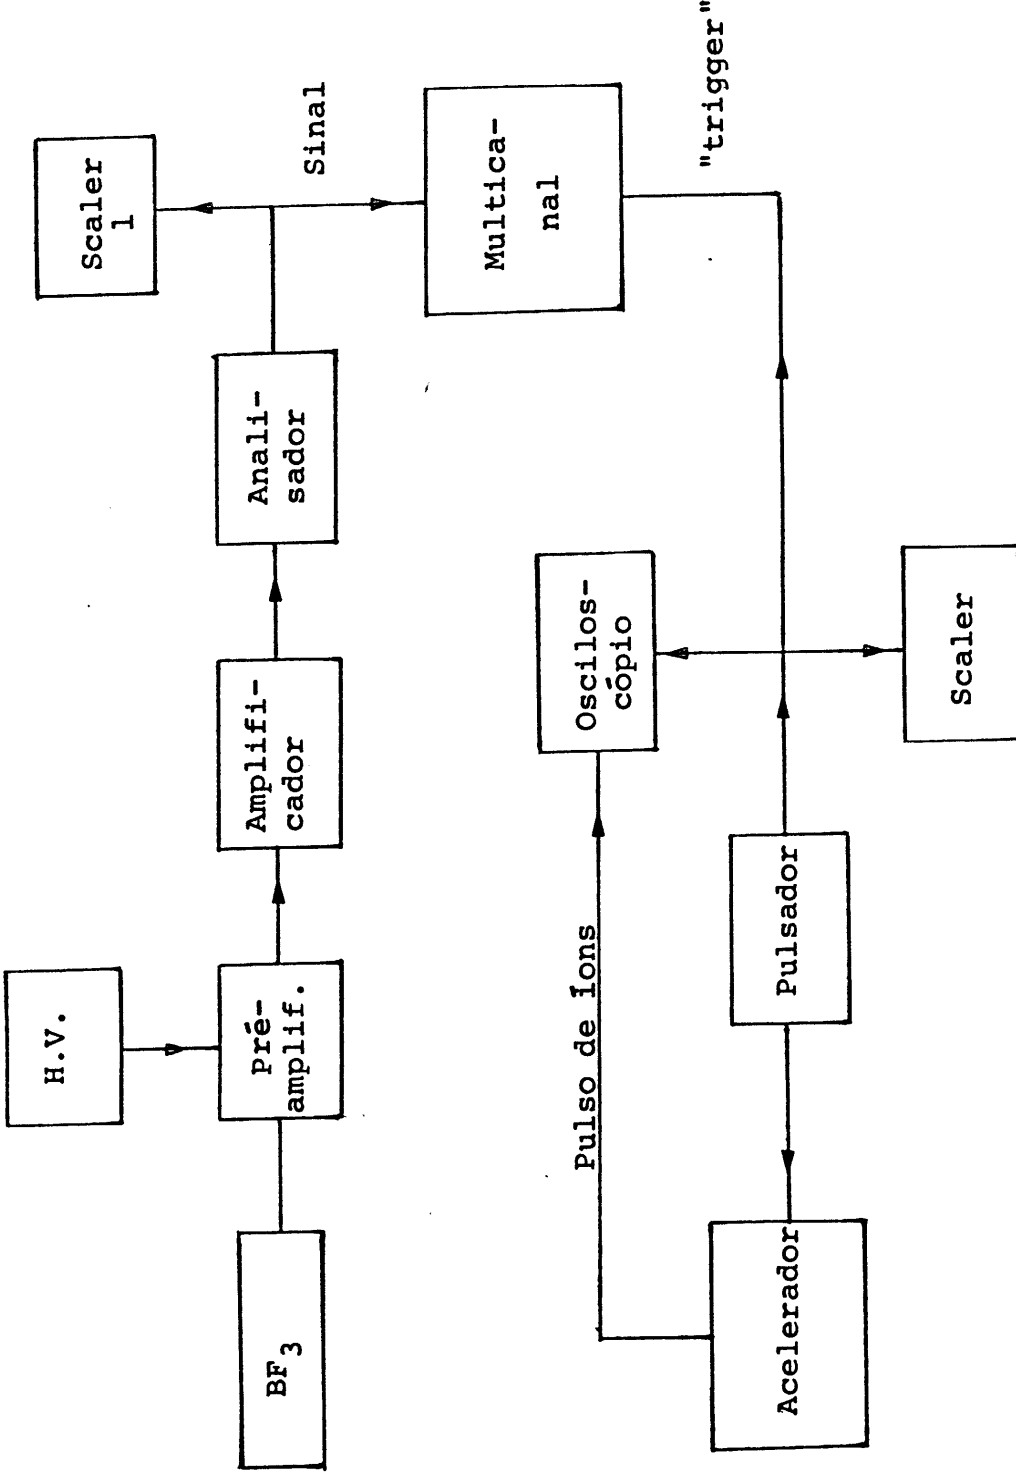 H.V.
Scaler
1
BF3
Pré-
amplif.
Amplifi-
cador
Anali-
sador
Sinal
Multica-
nal
"trigger"
Pulso de íons
Oscilos-
cópio
Acelerador
Pulsador
Scaler